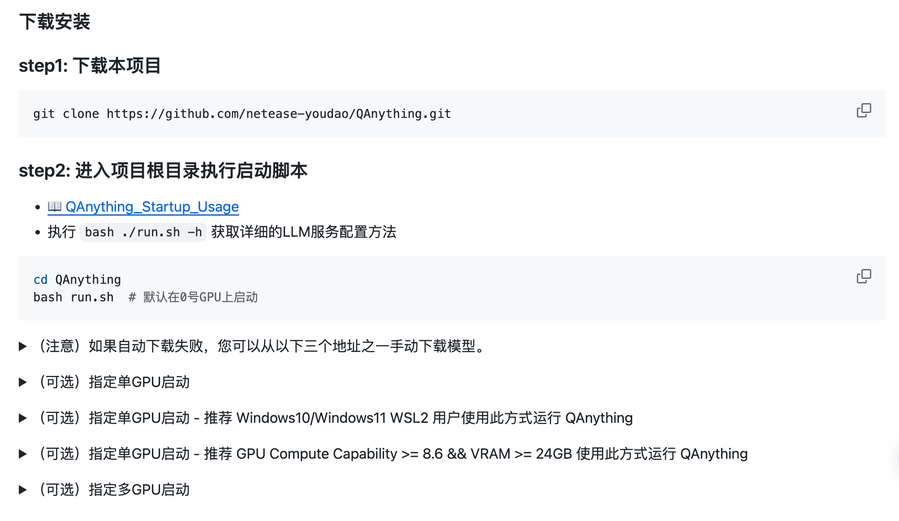 下载安装
step1: 下载本项目
git clone https://github.com/netease-youdao/QAnything.git
step2: 进入项目根目录执行启动脚本
• 📖 QAnything_Startup_Usage
• 执行 bash ./run.sh -h 获取详细的LLM服务配置方法
cd QAnything
bash run.sh  # 默认在0号GPU上启动
▶ （注意）如果自动下载失败，您可以从以下三个地址之一手动下载模型。
▶ （可选）指定单GPU启动
▶ （可选）指定单GPU启动 - 推荐 Windows10/Windows11 WSL2 用户使用此方式运行 QAnything
▶ （可选）指定单GPU启动 - 推荐 GPU Compute Capability >= 8.6 && VRAM >= 24GB 使用此方式运行 QAnything
▶ （可选）指定多GPU启动